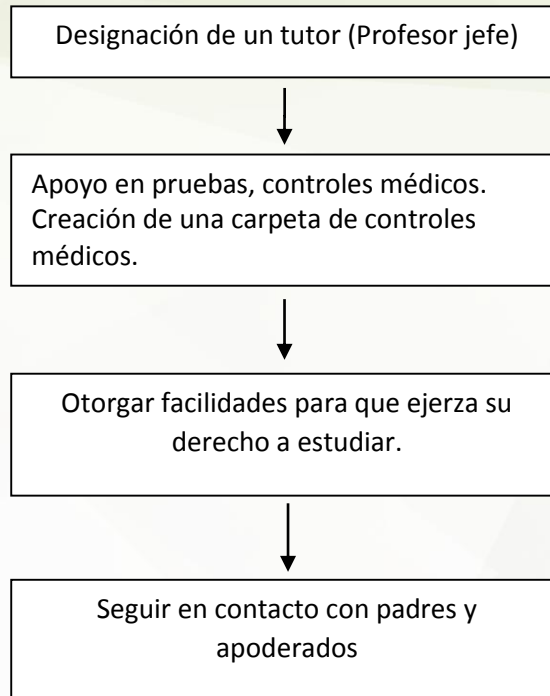 Designación de un tutor (Profesor jefe)
Apoyo en pruebas, controles médicos.
Creación de una carpeta de controles
médicos.
Otorgar facilidades para que ejerza su
derecho a estudiar.
Seguir en contacto con padres y
apoderados